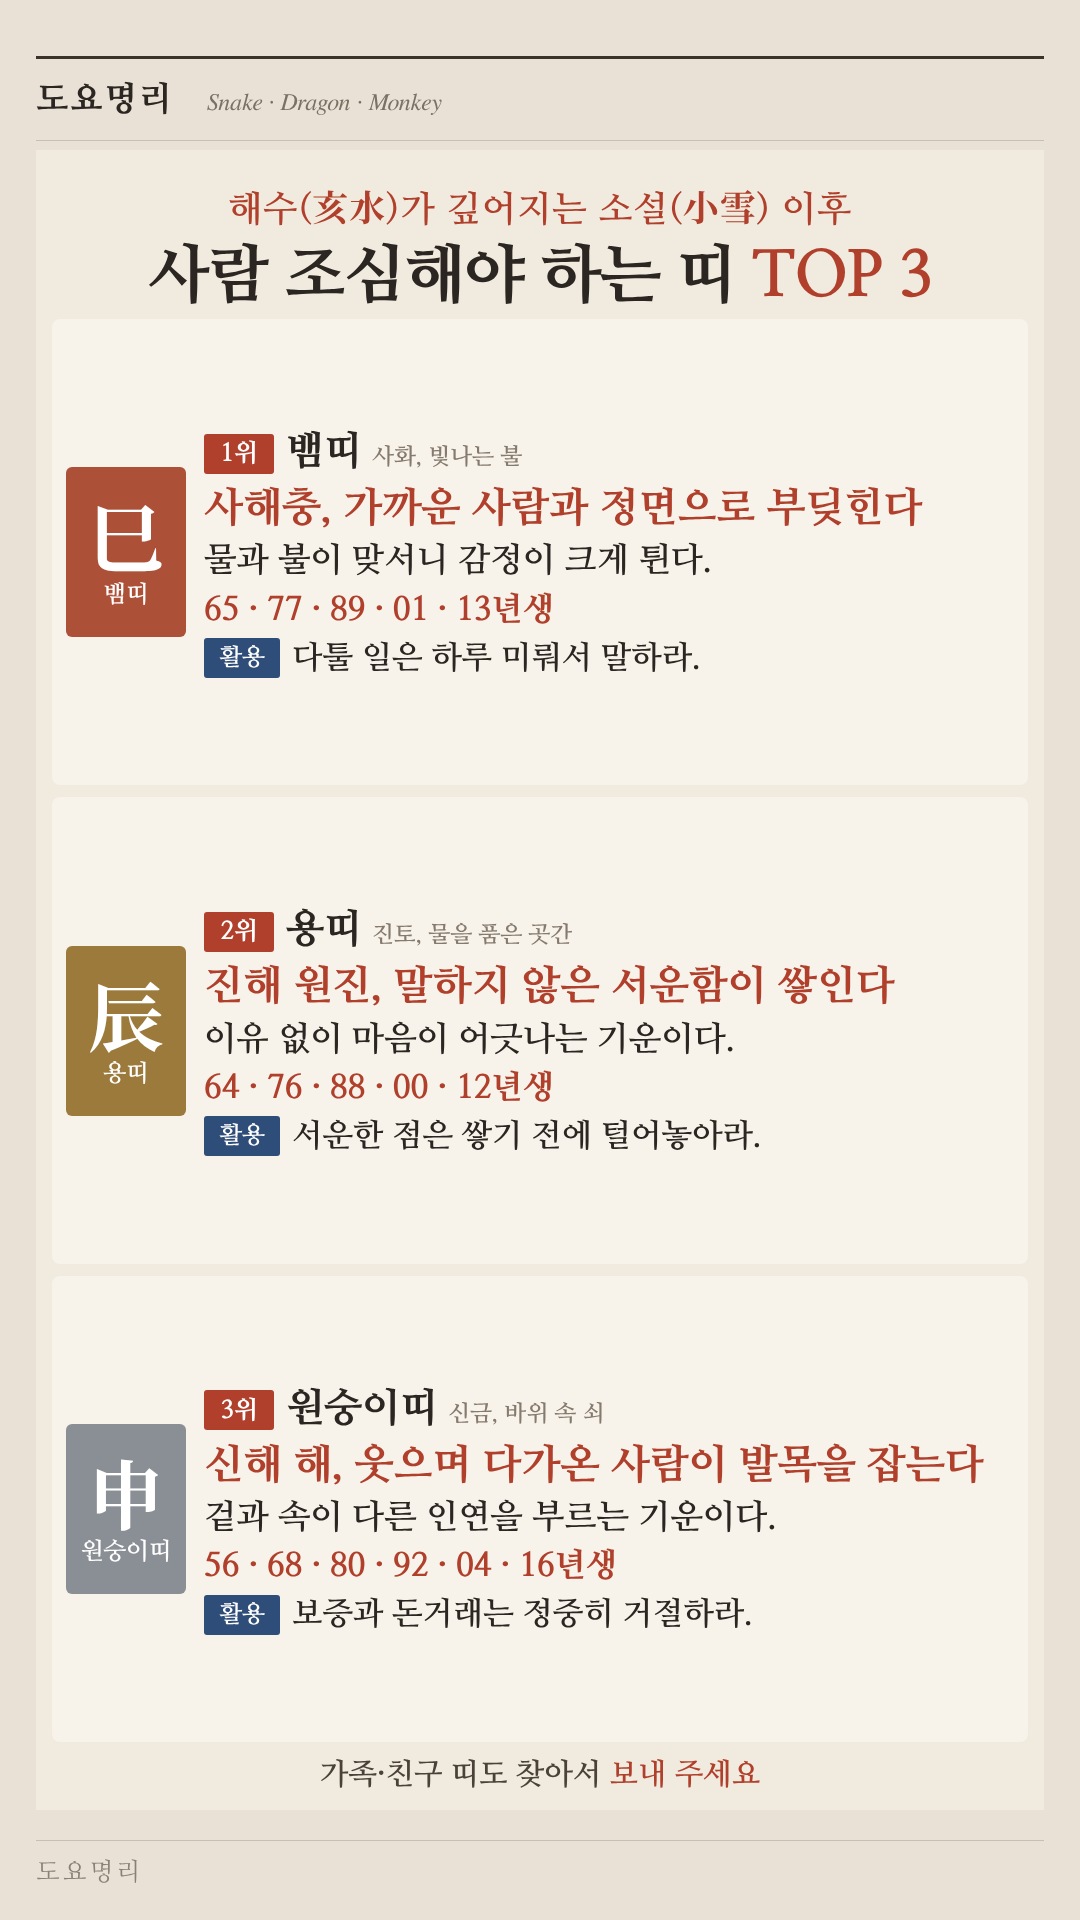 도요명리 Snake · Dragon · Monkey
해수(亥水)가 깊어지는 소설(小雪) 이후
사람 조심해야 하는 띠 TOP 3
1위 뱀띠 사화, 빛나는 불
巳
뱀띠
사해충, 가까운 사람과 정면으로 부딪힌다
물과 불이 맞서니 감정이 크게 튄다.
65 · 77 · 89 · 01 · 13년생
활용 다툴 일은 하루 미뤄서 말하라.
2위 용띠 진토, 물을 품은 곳간
辰
용띠
진해 원진, 말하지 않은 서운함이 쌓인다
이유 없이 마음이 어긋나는 기운이다.
64 · 76 · 88 · 00 · 12년생
활용 서운한 점은 쌓기 전에 털어놓아라.
3위 원숭이띠 신금, 바위 속 쇠
申
원숭이띠
신해 해, 웃으며 다가온 사람이 발목을 잡는다
겉과 속이 다른 인연을 부르는 기운이다.
56 · 68 · 80 · 92 · 04 · 16년생
활용 보증과 돈거래는 정중히 거절하라.
가족·친구 띠도 찾아서 보내 주세요
도요명리